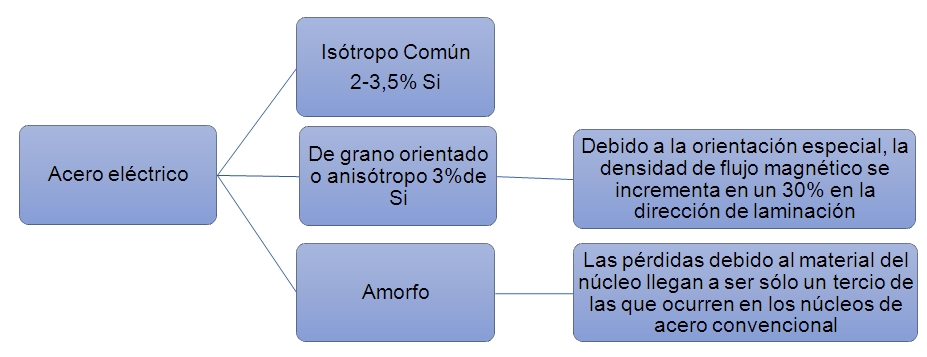 Isótropo Común
2-3,5% Si
Acero eléctrico
De grano orientado
o anisótropo 3%de
Si
Debido a la orientación especial, la
densidad de flujo magnético se
incrementa en un 30% en la
dirección de laminación
Amorfo
Las pérdidas debido al material del
núcleo llegan a ser sólo un tercio de
las que ocurren en los núcleos de
acero convencional